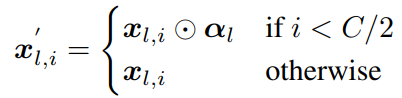 x′_{l,i} = { x_{l,i} ⊙ α_l if i < C/2
x_{l,i} otherwise